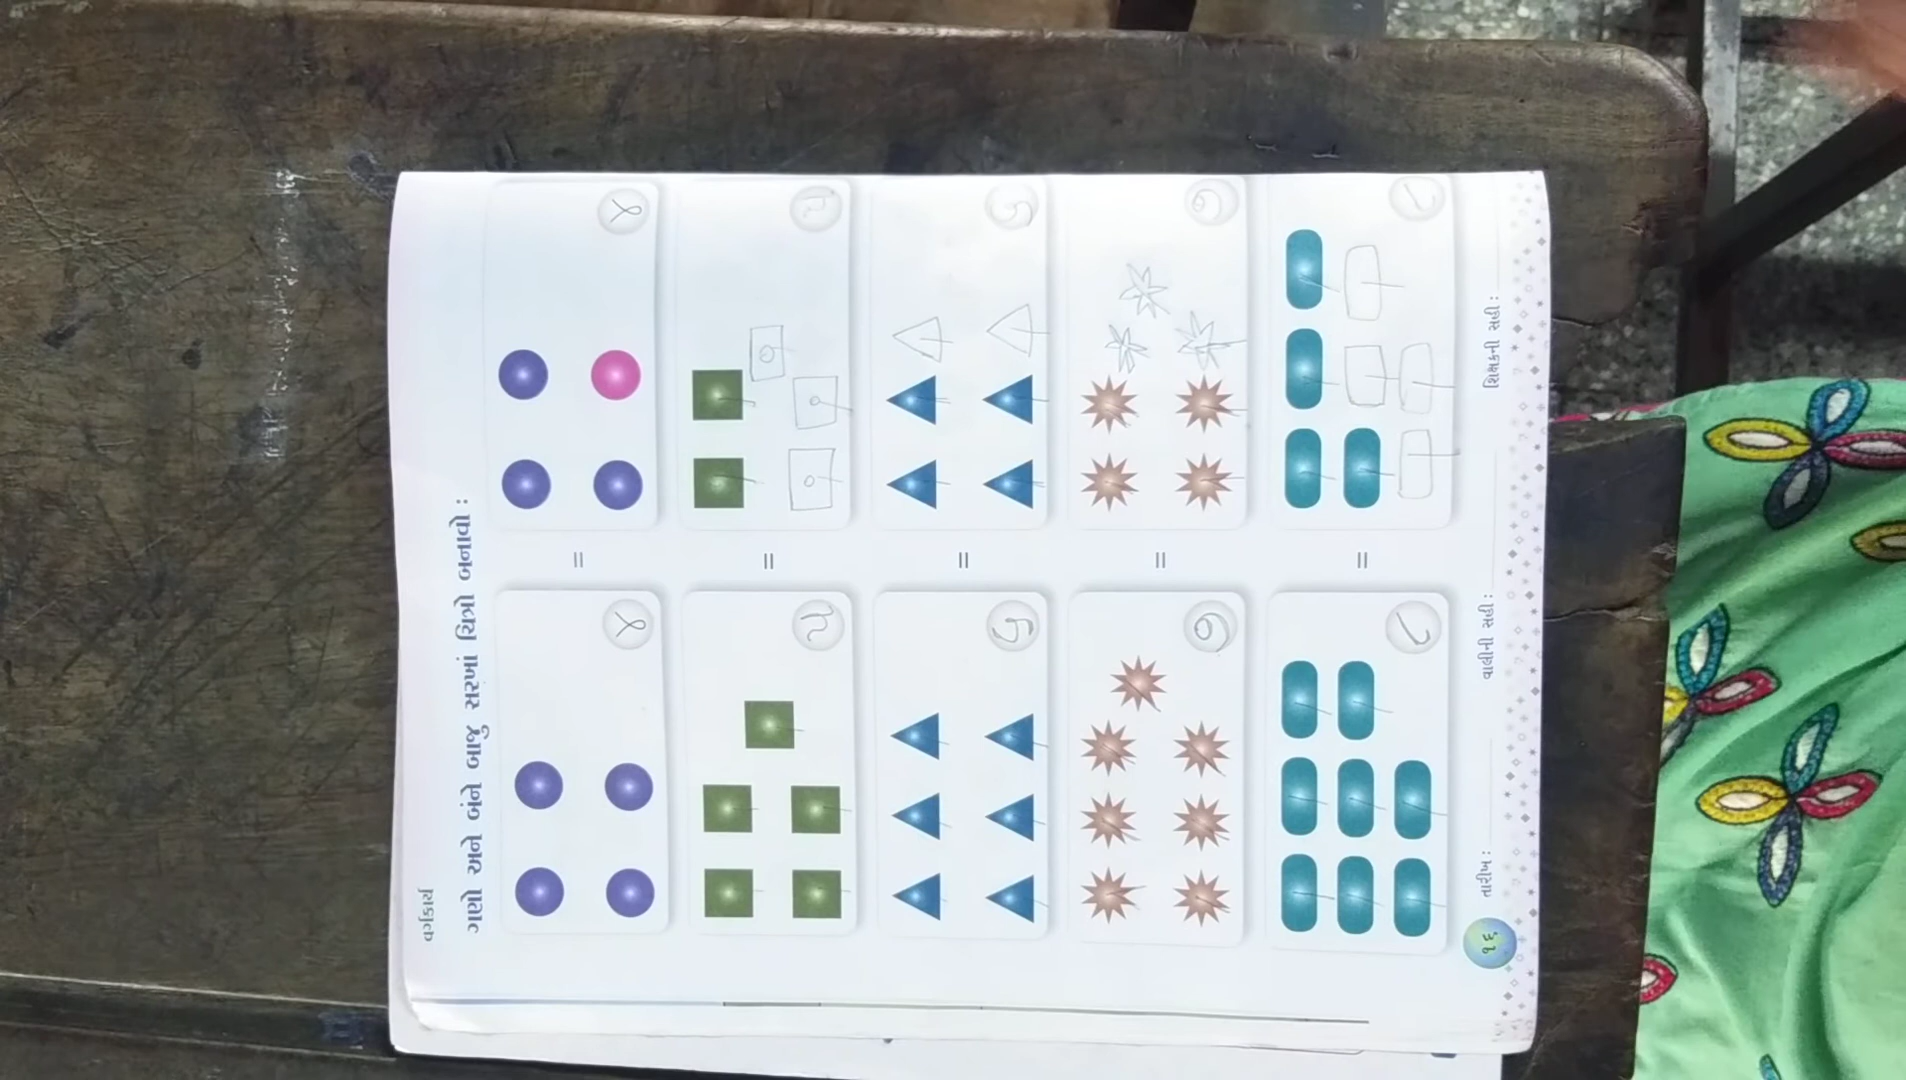 વર્ગકાર્ય
ગણો અને બંને બાજુ સરખાં ચિત્રો બનાવો :
૪ = ૪
૫ = ૫
૬ = ૬
૭ = ૭
૮ = ૮
૧૬ તારીખ : વાલીની સહી : શિક્ષકની સહી :